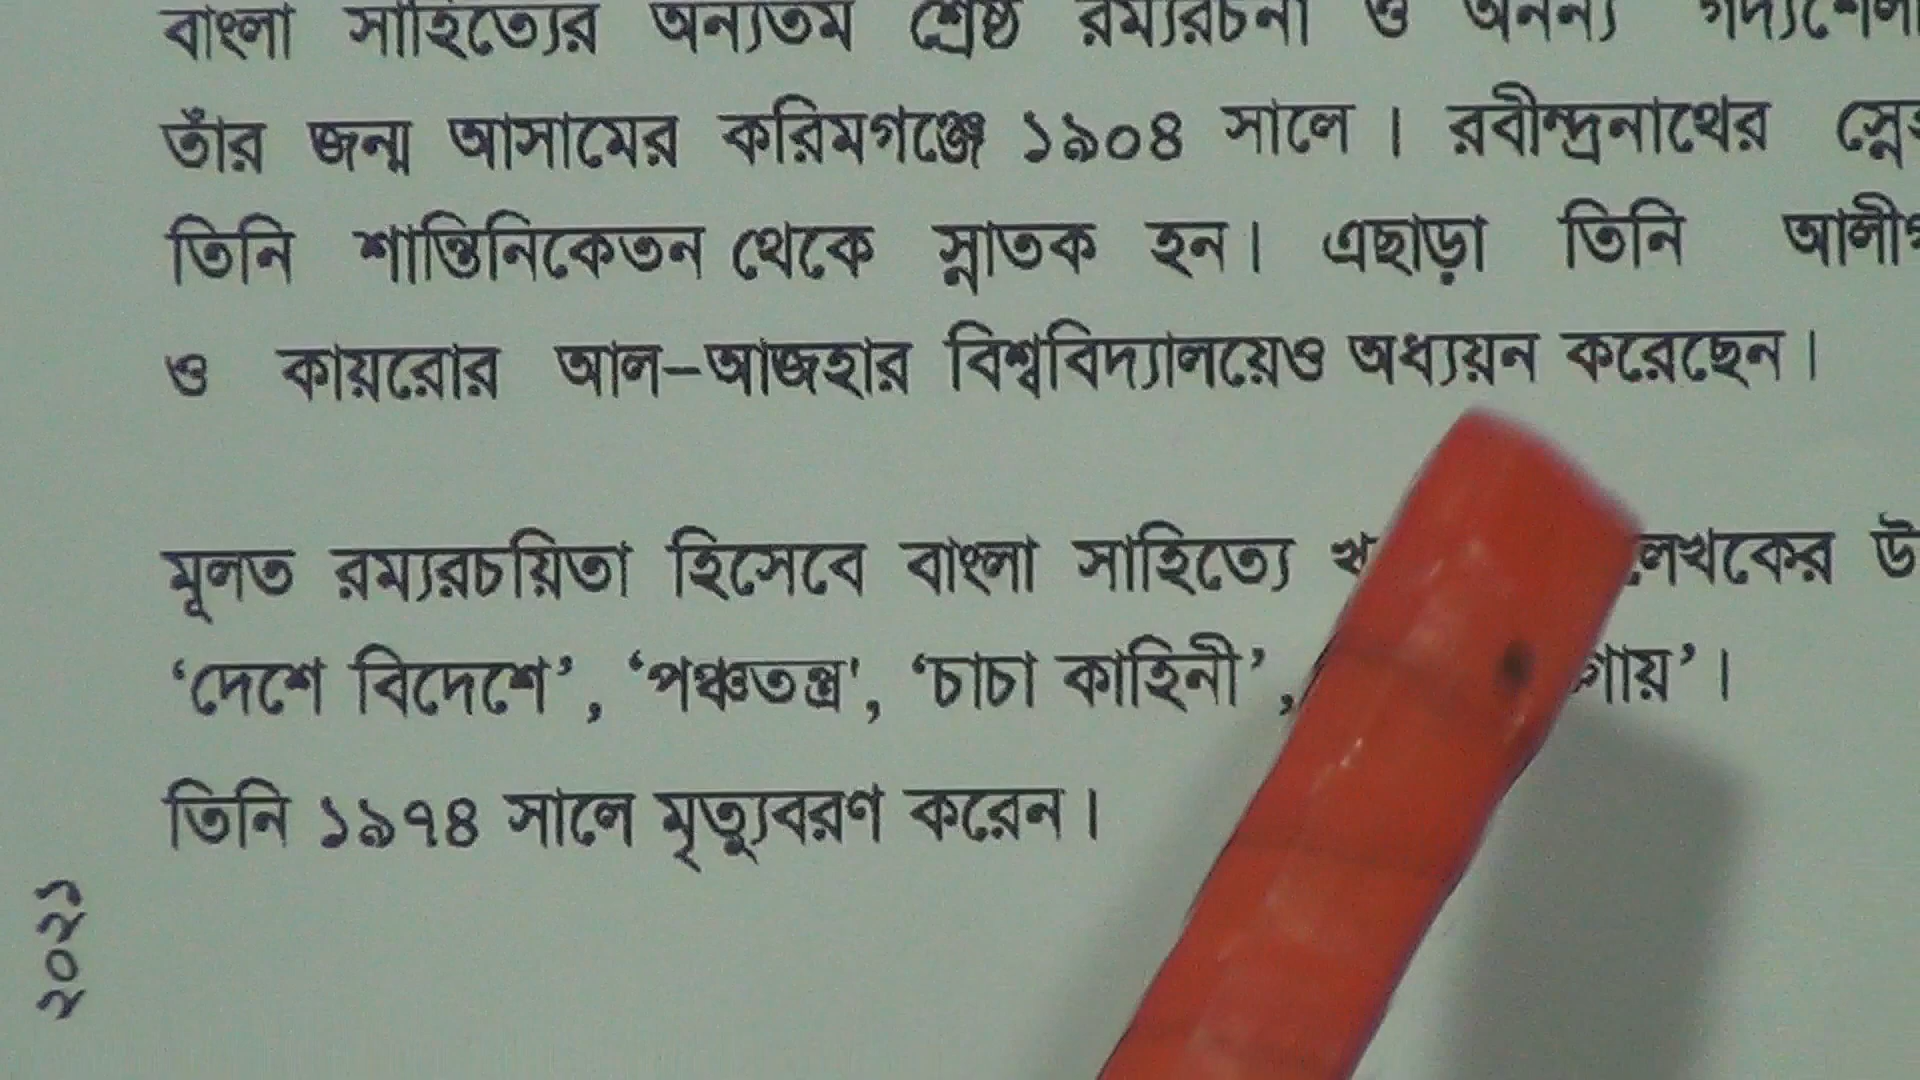 বাংলা সাহিত্যের অন্যতম শ্রেষ্ঠ রম্যরচনা ও অনন্য
তাঁর জন্ম আসামের করিমগঞ্জে ১৯০৪ সালে । রবীন্দ্রনাথের
তিনি শান্তিনিকেতন থেকে স্নাতক হন । এছাড়া তিনি
ও কায়রোর আল-আজহার বিশ্ববিদ্যালয়েও অধ্যয়ন করেছেন ।
মূলত রম্যরচয়িতা হিসেবে বাংলা সাহিত্যে
‘দেশে বিদেশে’, ‘পঞ্চতন্ত্র', ‘চাচা কাহিনী’,
তিনি ১৯৭৪ সালে মৃত্যুবরণ করেন ।
২০২১